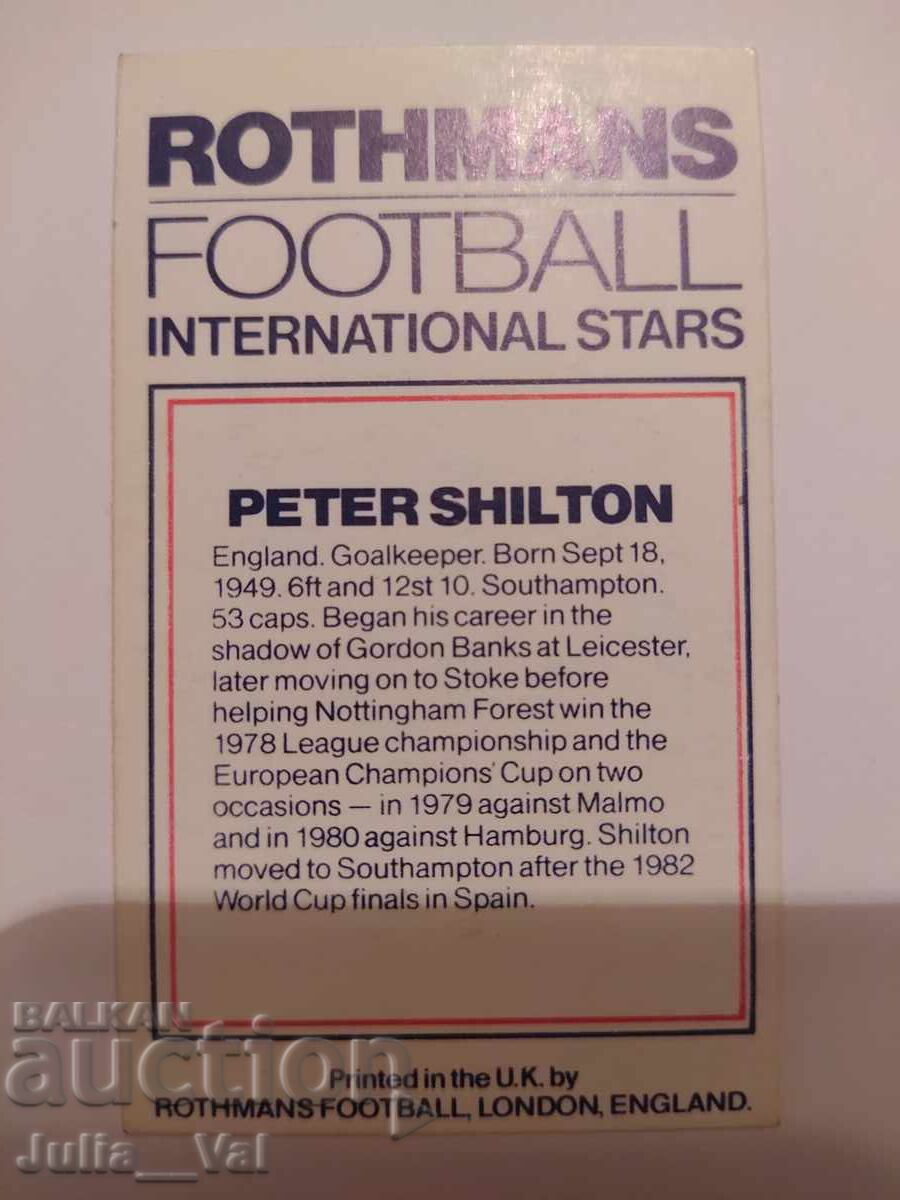 ROTHMANS
FOOTBALL
INTERNATIONAL STARS
PETER SHILTON
England. Goalkeeper. Born Sept 18,
1949. 6ft and 12st 10. Southampton.
53 caps. Began his career in the
shadow of Gordon Banks at Leicester,
later moving on to Stoke before
helping Nottingham Forest win the
1978 League championship and the
European Champions' Cup on two
occasions — in 1979 against Malmo
and in 1980 against Hamburg. Shilton
moved to Southampton after the 1982
World Cup finals in Spain.
BALKAN
auction
Printed in the U.K. by
ROTHMANS FOOTBALL, LONDON, ENGLAND.
Julia__Val